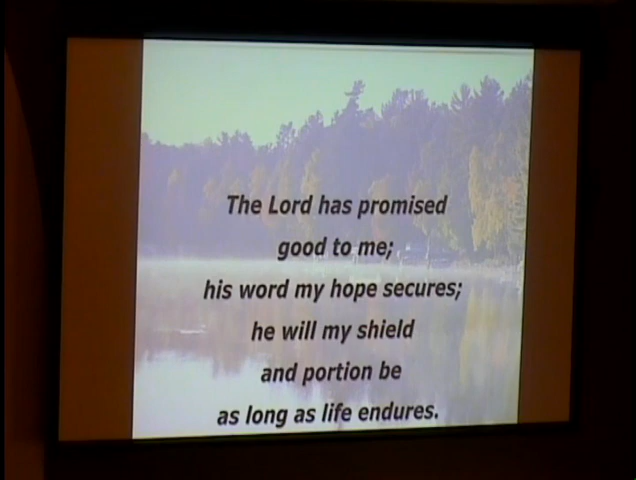 The Lord has promised
good to me;
his word my hope secures;
he will my shield
and portion be
as long as life endures.